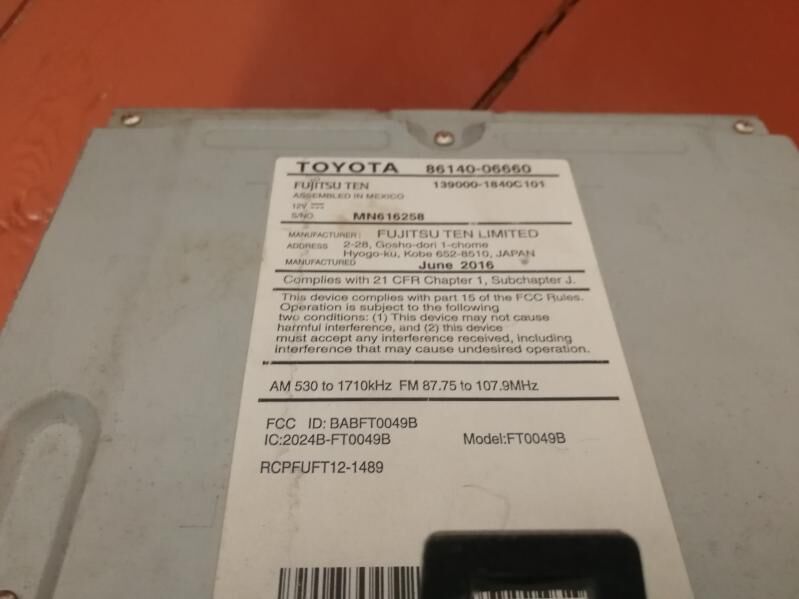 TOYOTA 86140-06660
FUJITSU TEN 139000-1840C101
ASSEMBLED IN MEXICO
12V
S/NO. MN616258
MANUFACTURER: FUJITSU TEN LIMITED
ADDRESS 2-28, Gosho-dori 1-chome
Hyogo-ku, Kobe 652-8510, JAPAN
MANUFACTURED June 2016
Complies with 21 CFR Chapter 1, Subchapter J.
This device complies with part 15 of the FCC Rules.
Operation is subject to the following
two conditions: (1) This device may not cause
harmful interference, and (2) this device
must accept any interference received, including
interference that may cause undesired operation.
AM 530 to 1710kHz FM 87.75 to 107.9MHz
FCC ID: BABFT0049B
IC:2024B-FT0049B Model:FT0049B
RCPFUFT12-1489